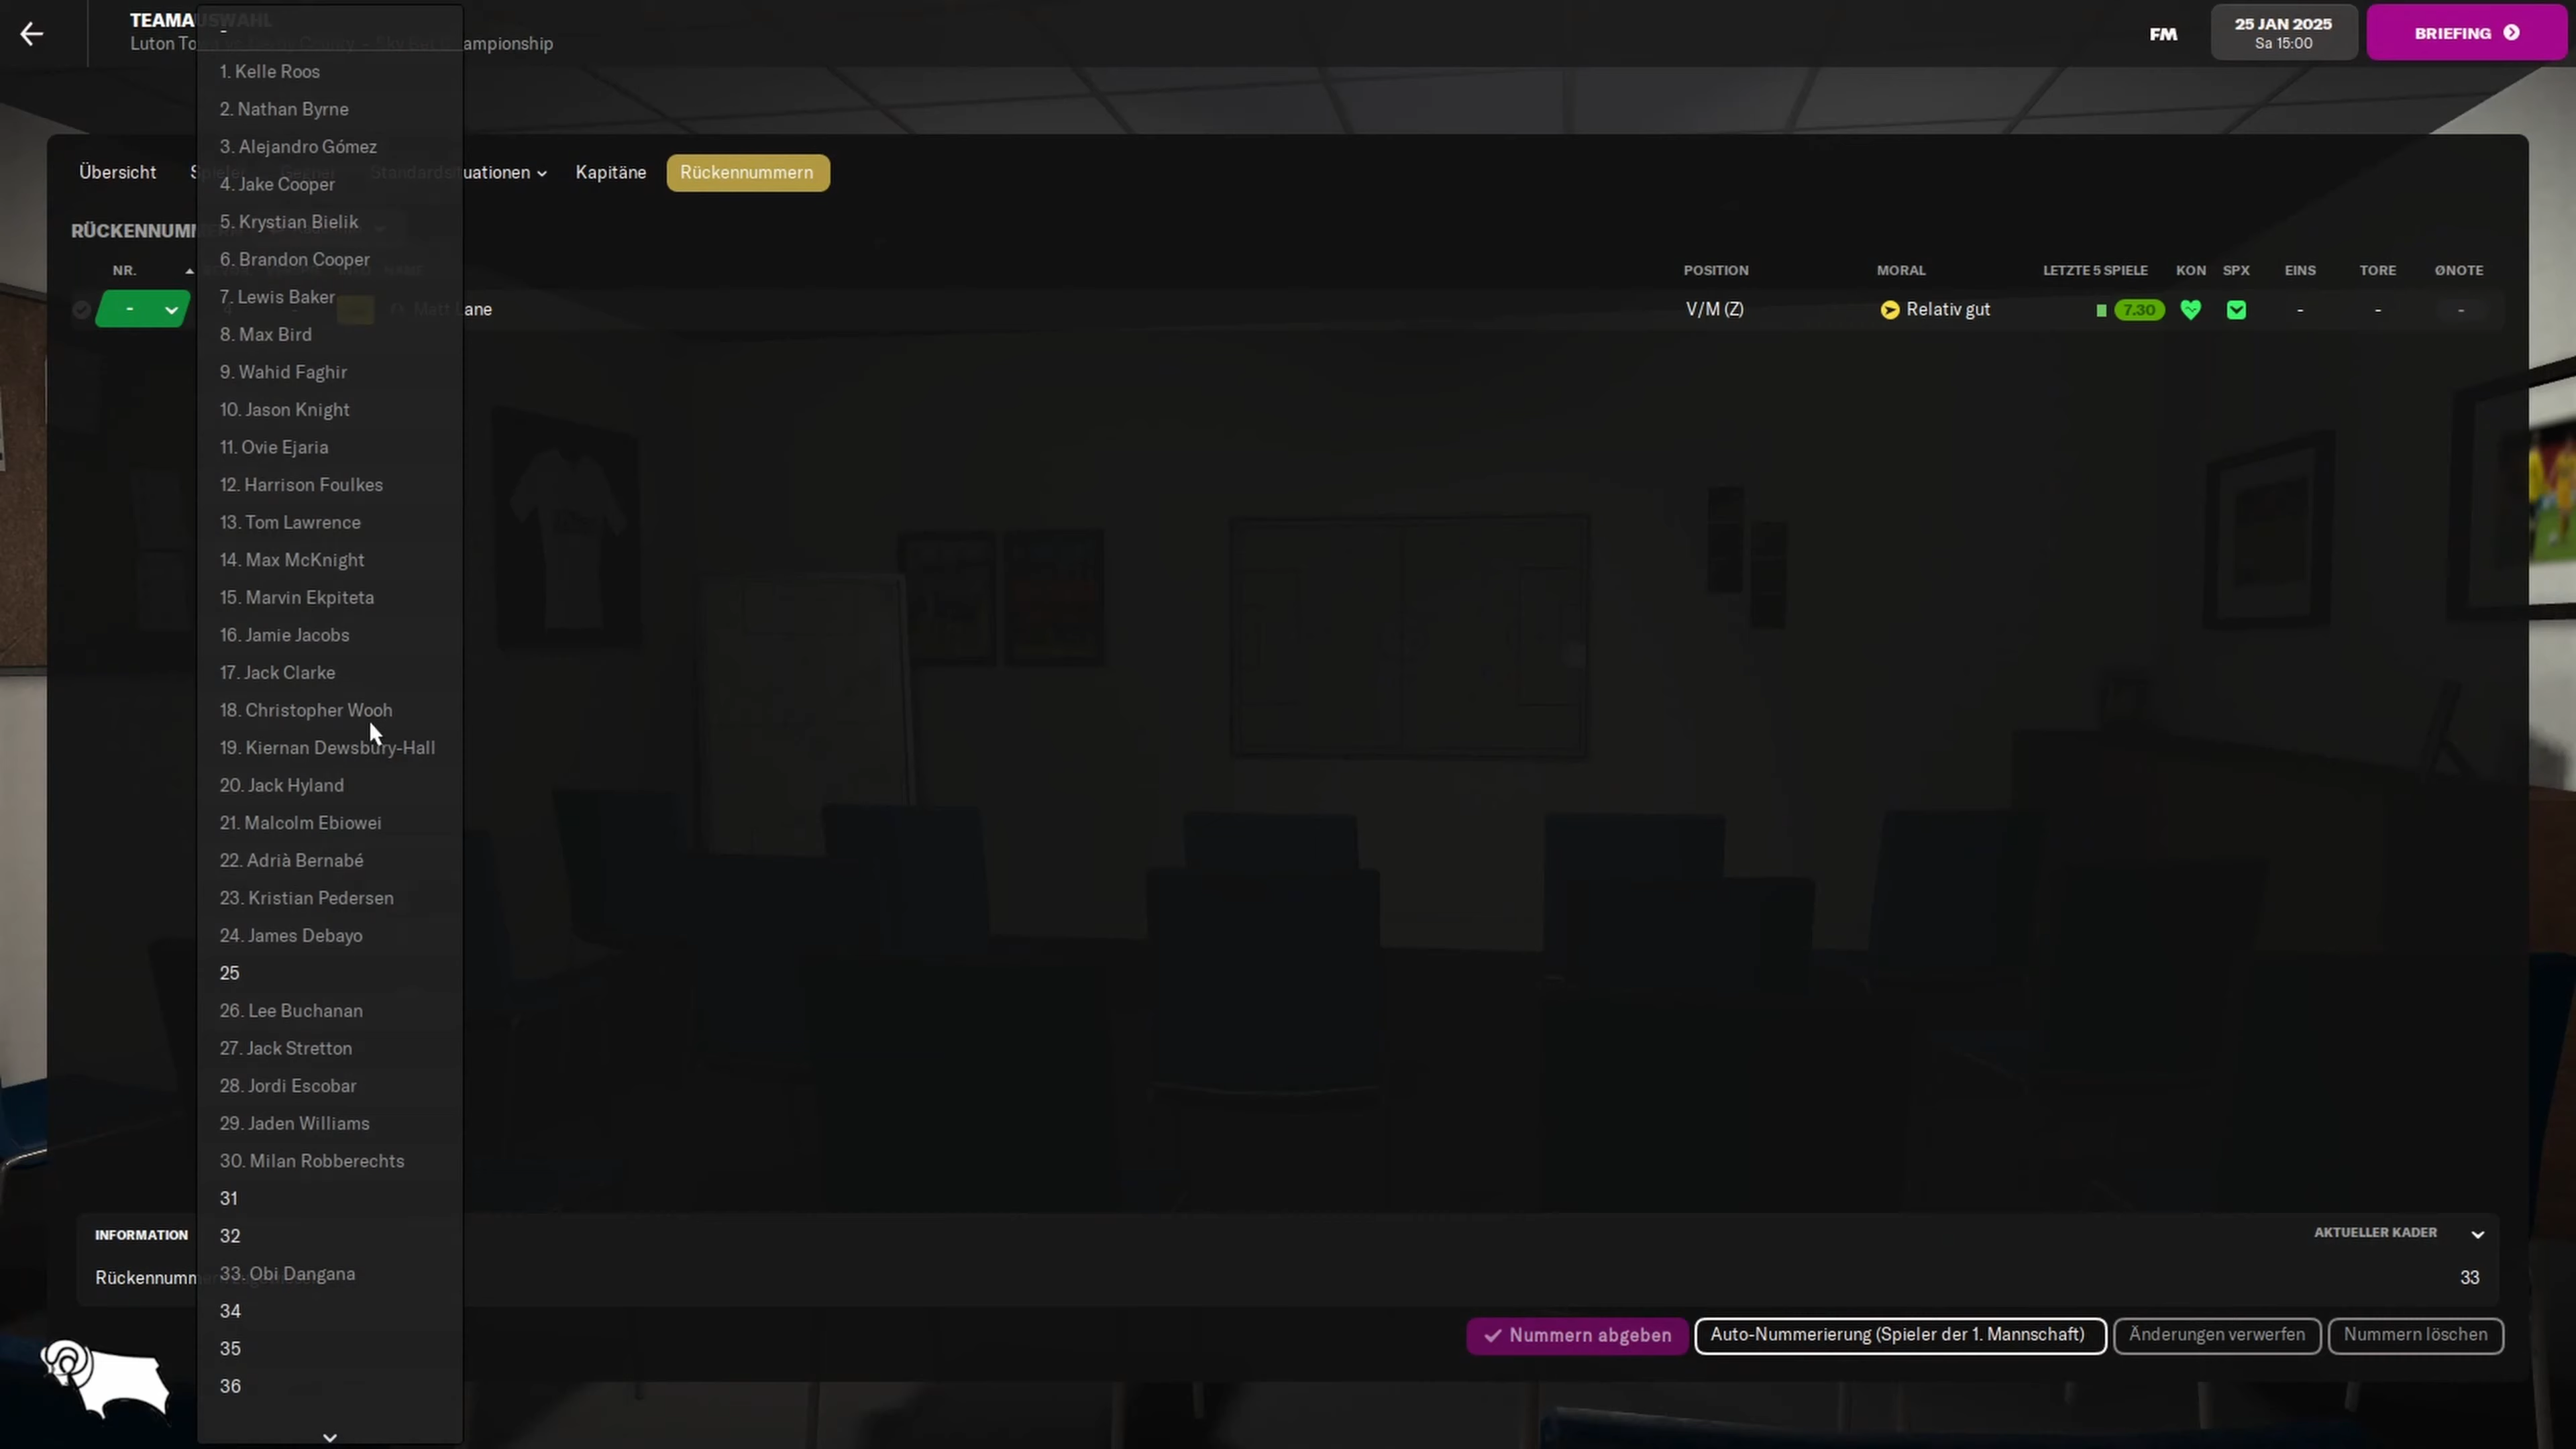 TEAMAUSWAHL
Luton To
ampionship
FM
25 JAN 2025
Sa 15:00
BRIEFING
-
1. Kelle Roos
2. Nathan Byrne
3. Alejandro Gómez
4. Jake Cooper
5. Krystian Bielik
6. Brandon Cooper
7. Lewis Baker
8. Max Bird
9. Wahid Faghir
10. Jason Knight
11. Ovie Ejaria
12. Harrison Foulkes
13. Tom Lawrence
14. Max McKnight
15. Marvin Ekpiteta
16. Jamie Jacobs
17. Jack Clarke
18. Christopher Wooh
19. Kiernan Dewsbury-Hall
20. Jack Hyland
21. Malcolm Ebiowei
22. Adrià Bernabé
23. Kristian Pedersen
24. James Debayo
25
26. Lee Buchanan
27. Jack Stretton
28. Jordi Escobar
29. Jaden Williams
30. Milan Robberechts
31
32
33. Obi Dangana
34
35
36
Übersicht Standardsituationen Kapitäne Rückennummern
RÜCKENNUMM
NR. POSITION MORAL LETZTE 5 SPIELE KON SPX EINS TORE ØNOTE
- Matt Lane V/M (Z) Relativ gut 7.30 - - -
INFORMATION AKTUELLER KADER
Rückennumm 33
Nummern abgeben Auto-Nummerierung (Spieler der 1. Mannschaft) Änderungen verwerfen Nummern löschen